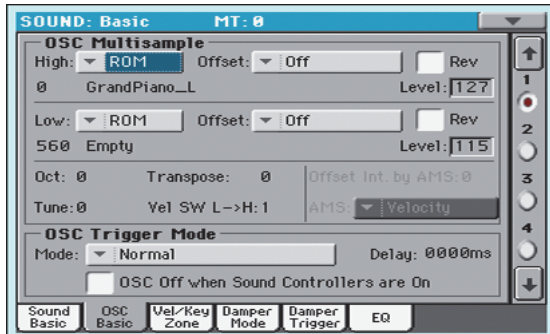 SOUND: Basic MT: 0
OSC Multisample
High: ROM Offset: Off Rev
0 GrandPiano_L Level: 127
Low: ROM Offset: Off Rev
560 Empty Level: 115
Oct: 0 Transpose: 0 Offset Int. by AMS:0
Tune:0 Vel SW L->H:1 AMS: Velocity
OSC Trigger Mode
Mode: Normal Delay: 0000ms
OSC Off when Sound Controllers are On
1
2
3
4
Sound Basic
OSC Basic
Vel/Key Zone
Damper Mode
Damper Trigger
EQ